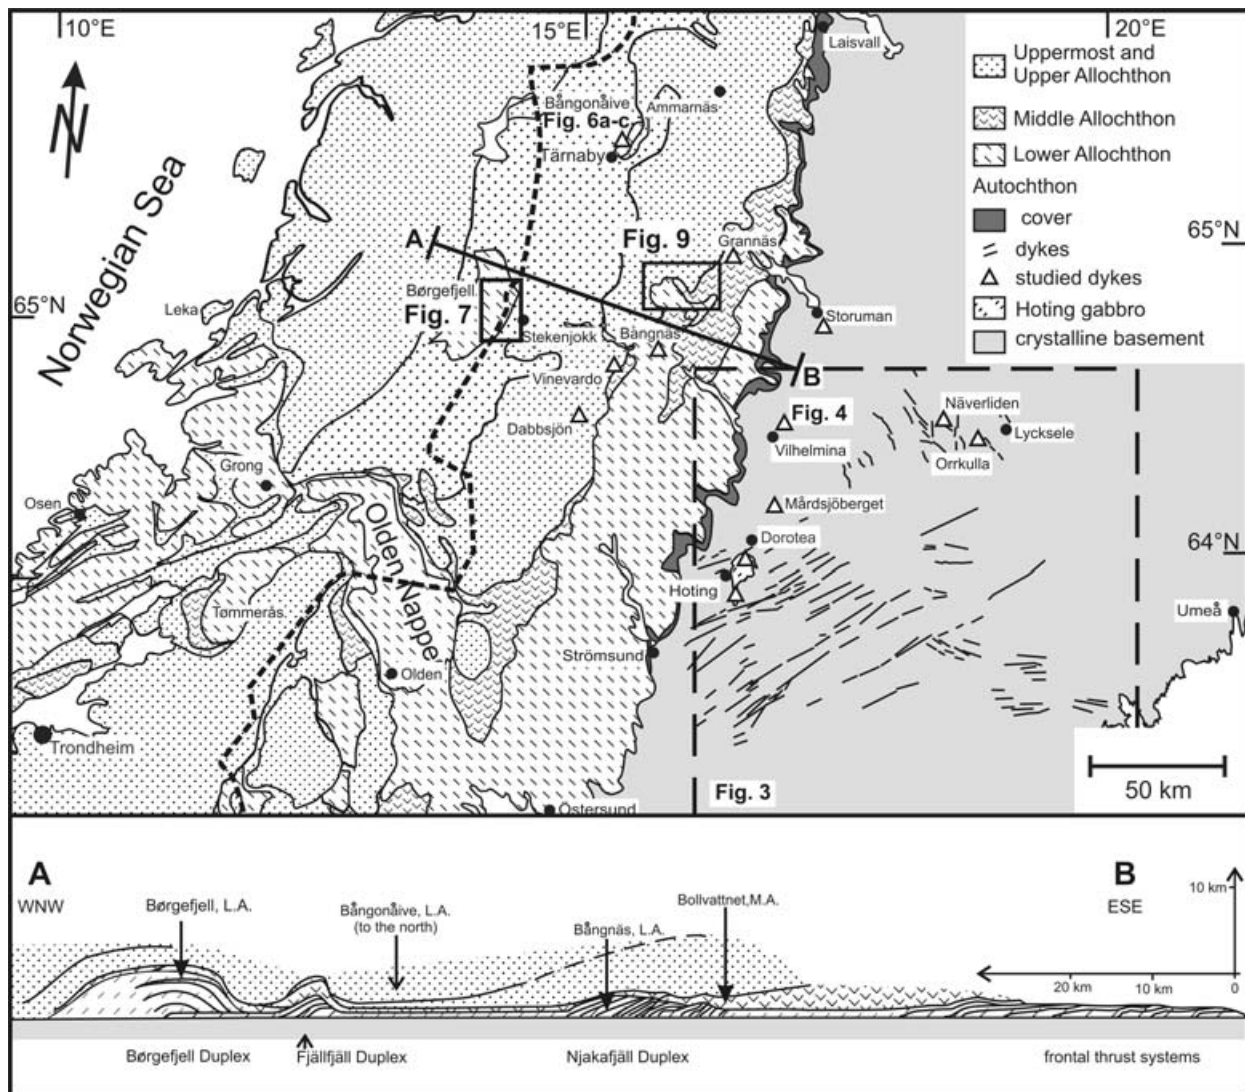 10°E
15°E
20°E
Laisvall
Uppermost and
Upper Allochthon
Middle Allochthon
Lower Allochthon
Autochthon
cover
dykes
studied dykes
Hoting gabbro
crystalline basement
N
Norwegian Sea
Bångonåive
Ammarnäs
Fig. 6a-c
Tärnaby
A
Fig. 9
Grannäs
65°N
65°N
Børgefjell
Leka
Fig. 7
Stekenjokk
Bångnäs
Storuman
Vinevardo
B
Dabbsjön
Fig. 4
Vilhelmina
Näverliden
Lycksele
Orrkulla
Grong
Osen
Olden Nappe
Mårdsjöberget
Dorotea
64°N
Hoting
Tømmerås
Umeå
Strömsund
Olden
Trondheim
Fig. 3
50 km
Östersund
A
B
WNW
ESE
Børgefjell, L.A.
Bångonåive, L.A.
(to the north)
Bångnäs, L.A.
Bollvattnet,M.A.
10 km
20 km
10 km
0
Børgefjell Duplex
Fjällfjäll Duplex
Njakafjäll Duplex
frontal thrust systems